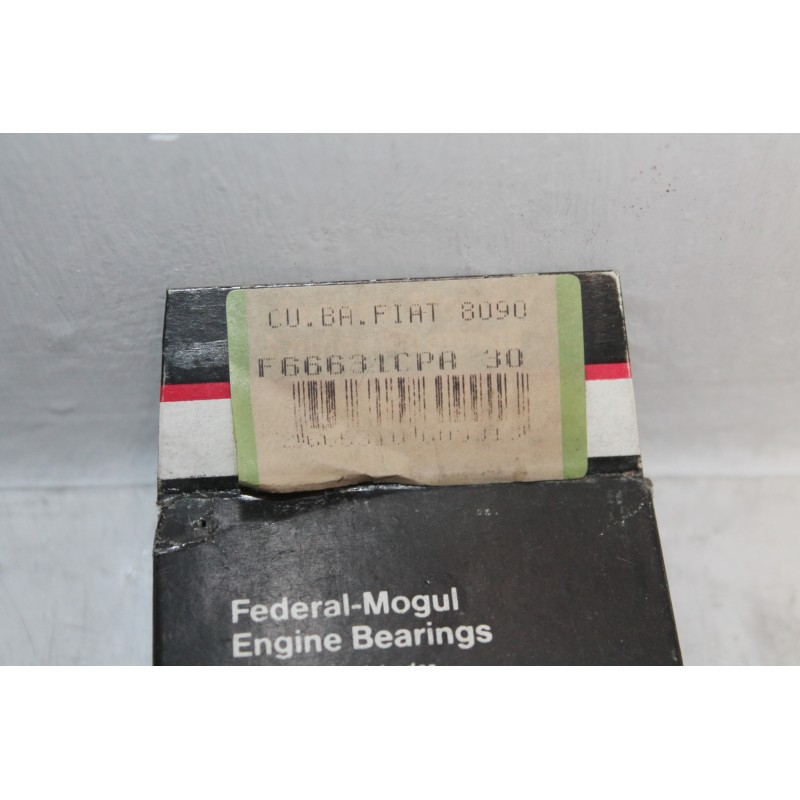 CU.BA.FIAT 8090
F66631CPA 30
Federal-Mogul
Engine Bearings